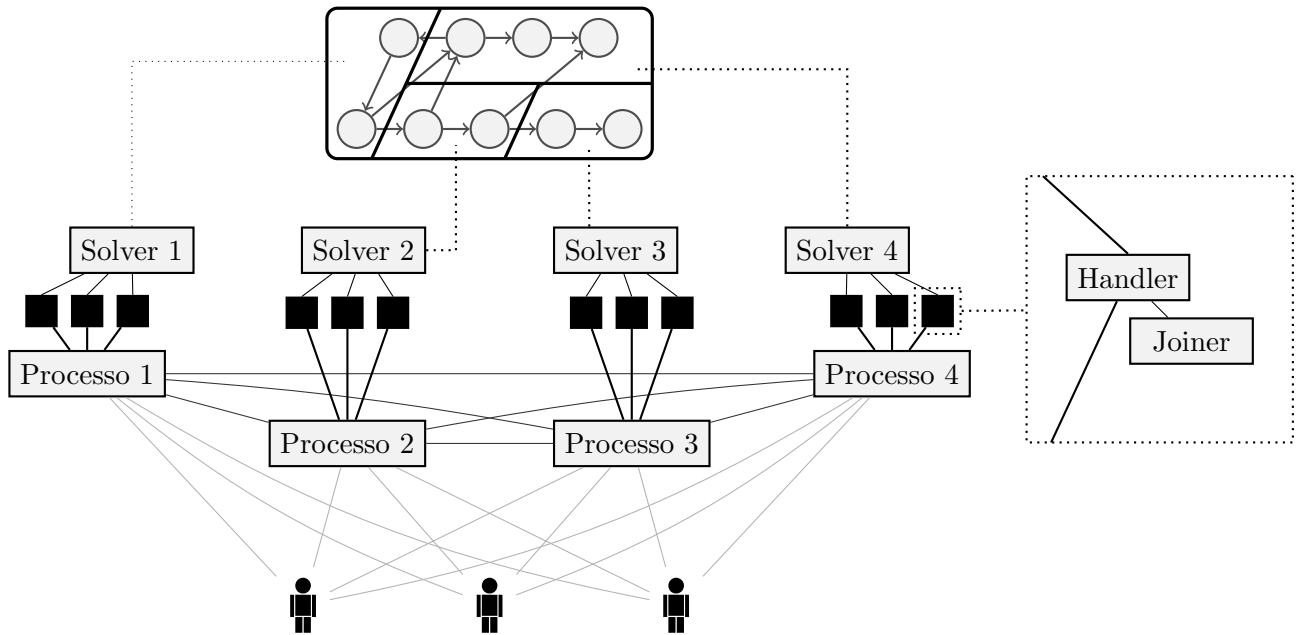 Solver 1
Solver 2
Solver 3
Solver 4
Handler
Joiner
Processo 1
Processo 4
Processo 2
Processo 3